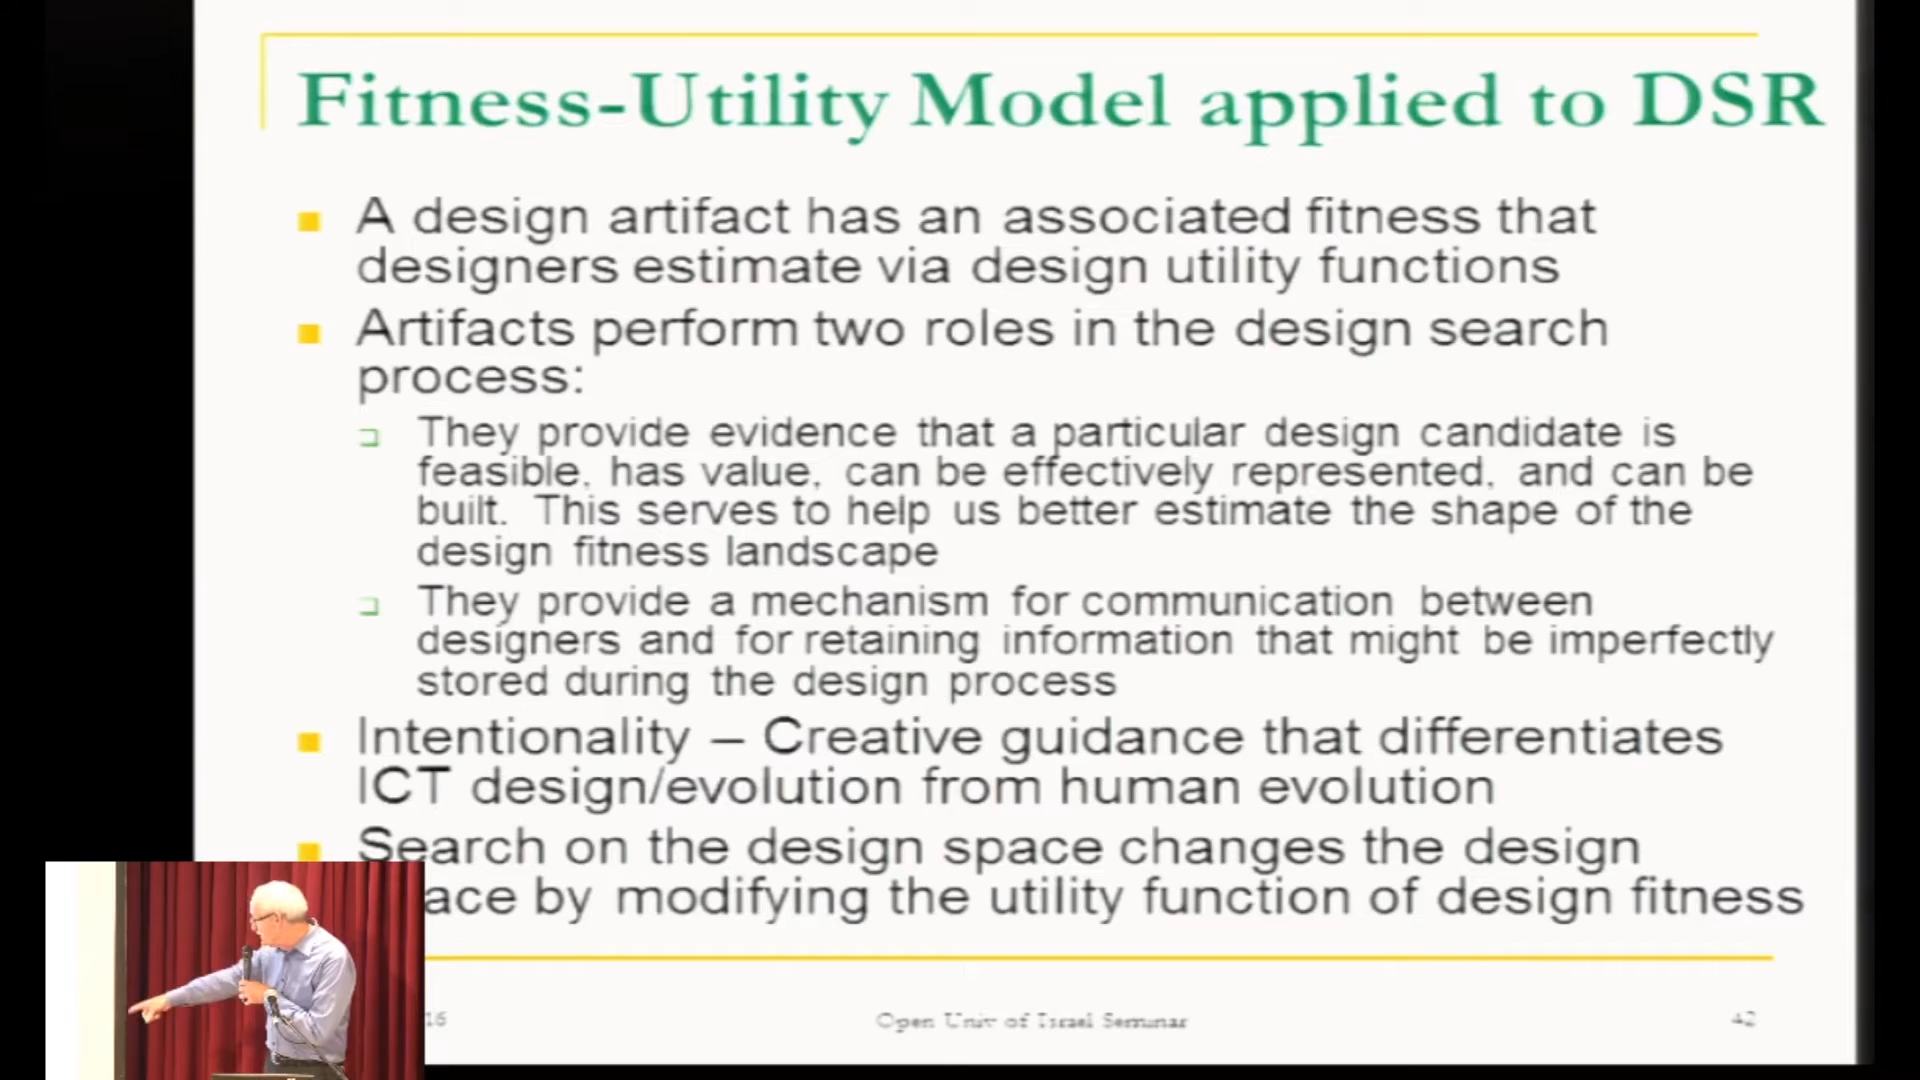 Fitness-Utility Model applied to DSR
A design artifact has an associated fitness that
designers estimate via design utility functions
Artifacts perform two roles in the design search
process:
They provide evidence that a particular design candidate is
feasible, has value, can be effectively represented, and can be
built. This serves to help us better estimate the shape of the
design fitness landscape
They provide a mechanism for communication between
designers and for retaining information that might be imperfectly
stored during the design process
Intentionality – Creative guidance that differentiates
ICT design/evolution from human evolution
Search on the design space changes the design
ace by modifying the utility function of design fitness
16 Open Univ of Israel Seminar 42